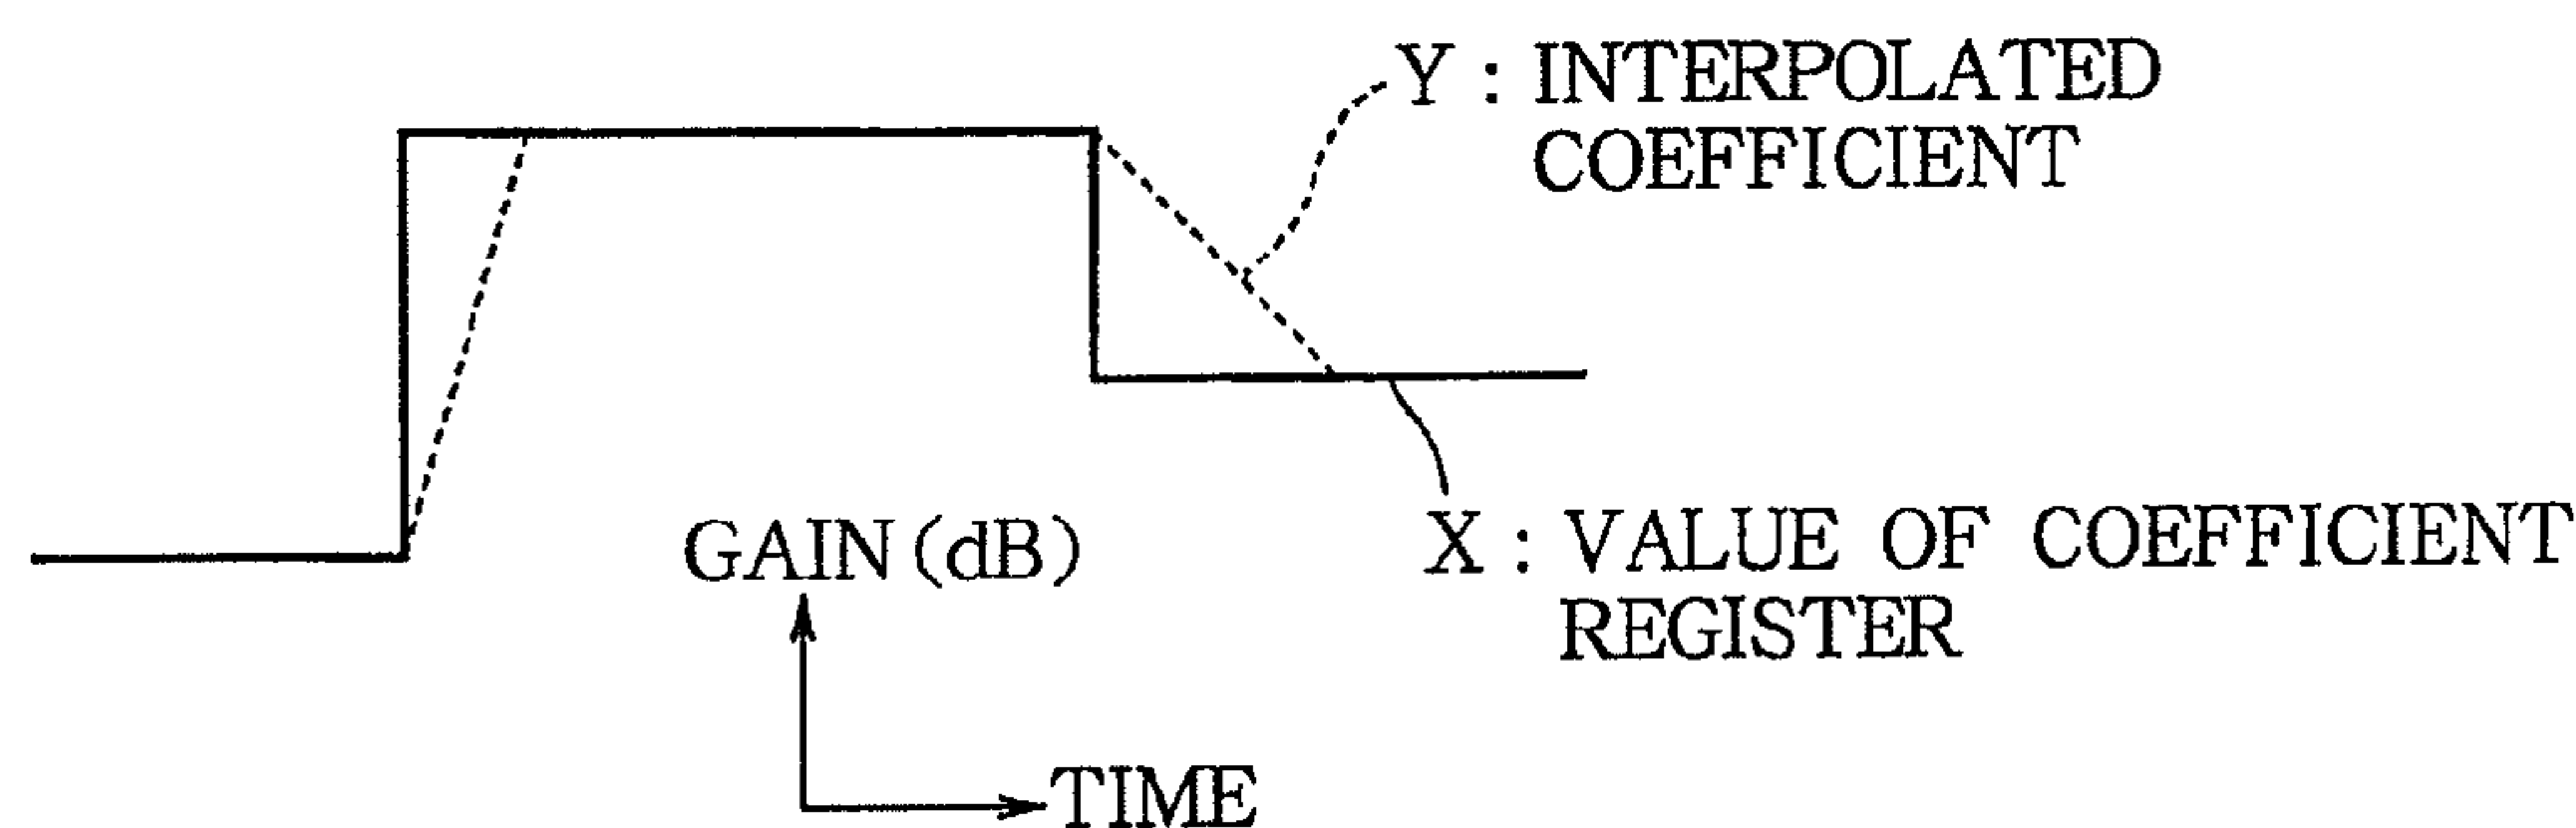 Y : INTERPOLATED
COEFFICIENT
GAIN (dB)
X : VALUE OF COEFFICIENT
REGISTER
TIME